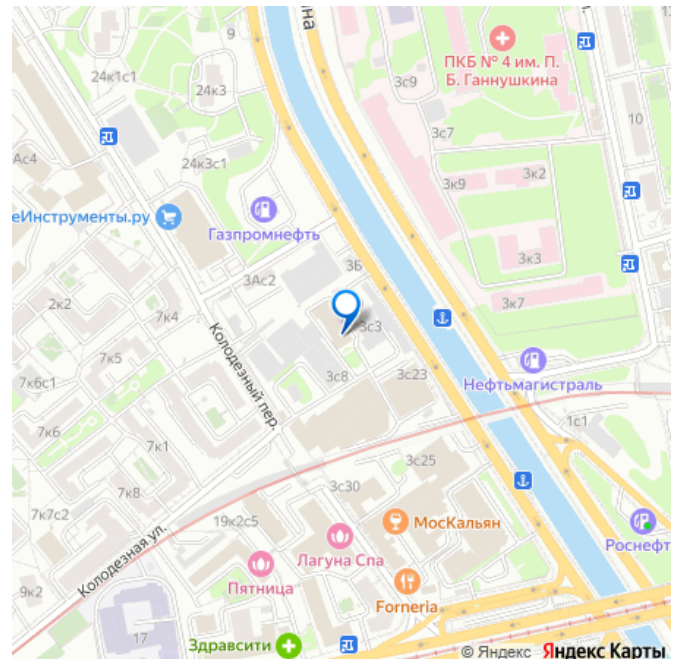 9
ина
24к1с1
24к3
3с9
ПКБ № 4 им. П.
Б. Ганнушкина
3с7
10
Ас4
24к3с1
3к9
3к2
еИнструменты.ру
Газпромнефть
3к3
3Ас2
3Б
2к2
7к4
3к7
3с3
Колодезный пер.
7к5
7к6с1
3с8
3с23
Нефтьмагистраль
7к6
1с1
7к1
3с25
7к8
3с30
7к7с2
19к2с5
МосКальян
Колодезная ул.
Лагуна Спа
Роснефт
Пятница
9к2
Forneria
17
Здравсити
© Яндекс Яндекс Карты